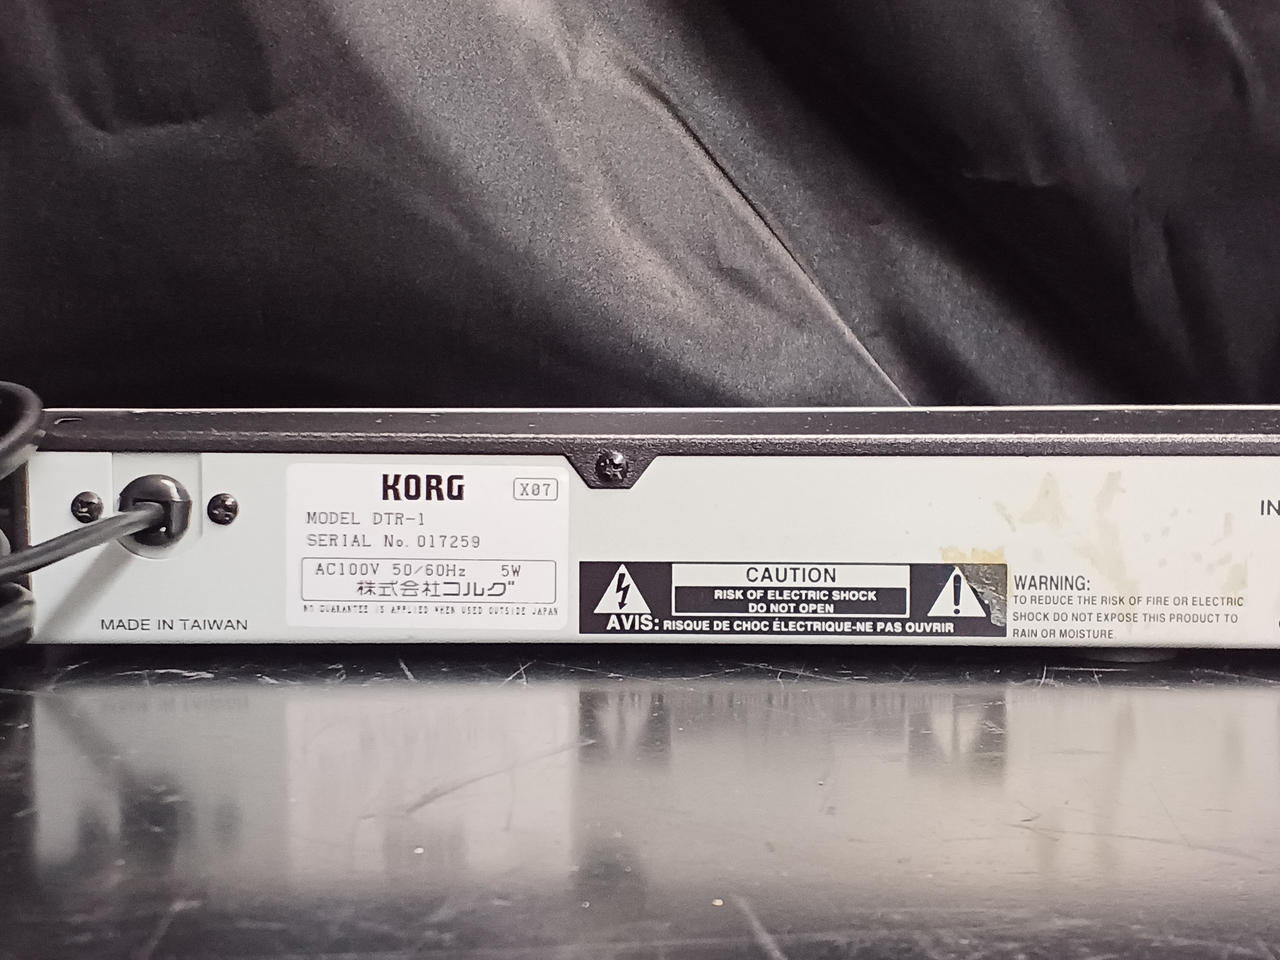 KORG
X07
MODEL DTR-1
SERIAL No. 017259
AC100V 50/60Hz 5W
株式会社コルグ
NO GUARANTEE IS APPLIED WHEN USED OUTSIDE JAPAN
MADE IN TAIWAN
CAUTION
RISK OF ELECTRIC SHOCK
DO NOT OPEN
AVIS: RISQUE DE CHOC ÉLECTRIQUE-NE PAS OUVRIR
WARNING:
TO REDUCE THE RISK OF FIRE OR ELECTRIC
SHOCK DO NOT EXPOSE THIS PRODUCT TO
RAIN OR MOISTURE.
IN